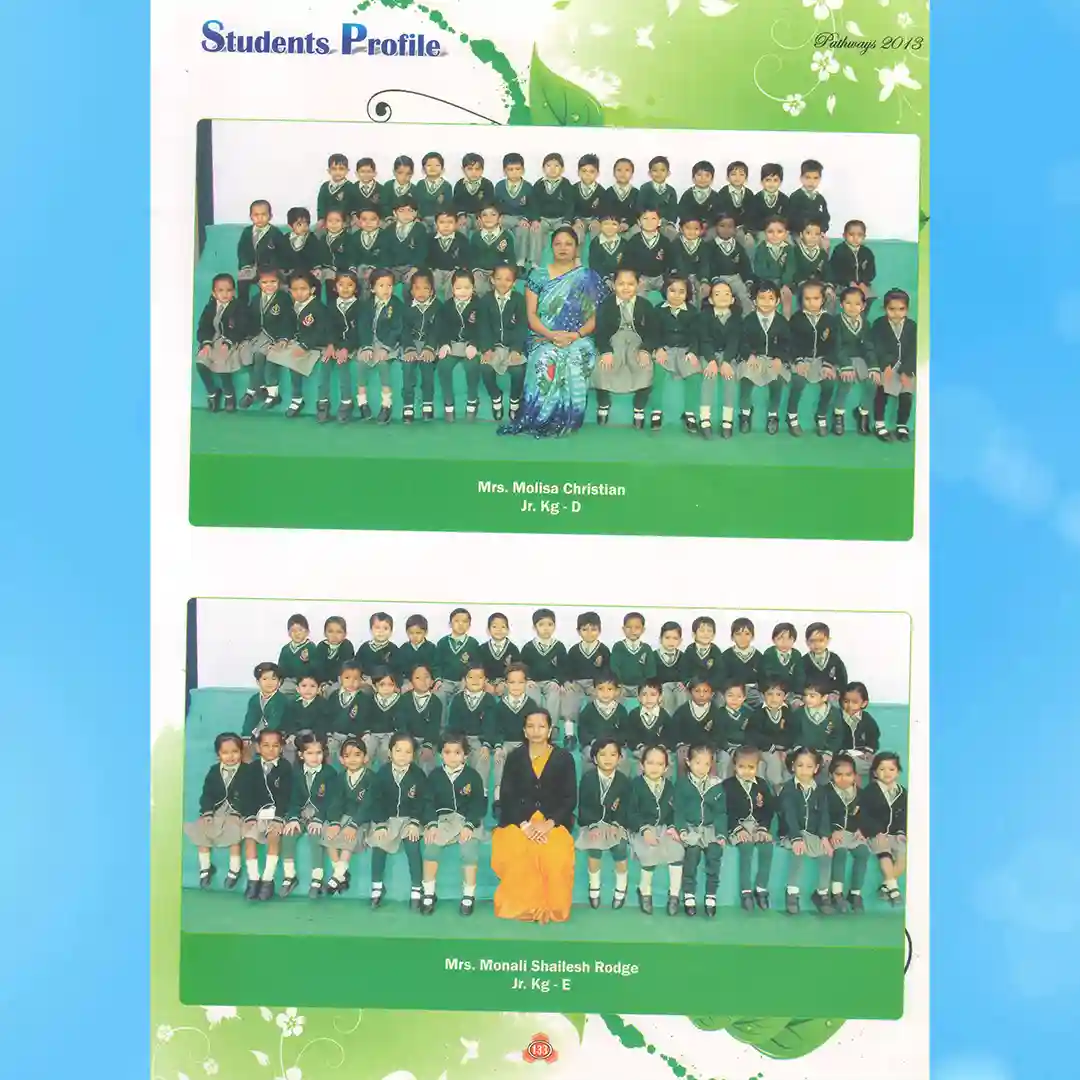 Students Profile
Pathways 2013
Mrs. Molisa Christian
Jr. Kg - D
Mrs. Monali Shailesh Rodge
Jr. Kg - E
133